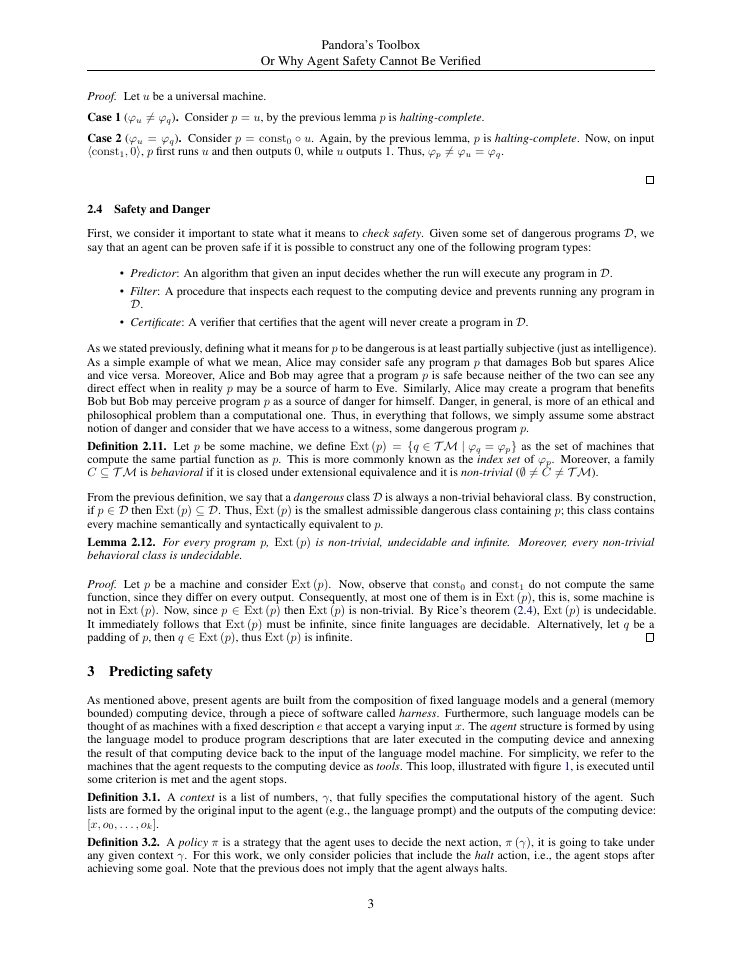 Pandora's Toolbox
Or Why Agent Safety Cannot Be Verified
Proof. Let u be a universal machine.
Case 1 (φ_u ≠ φ_q). Consider p = u, by the previous lemma p is halting-complete.
Case 2 (φ_u = φ_q). Consider p = const₀ ∘ u. Again, by the previous lemma, p is halting-complete. Now, on input
⟨const₁, 0⟩, p first runs u and then outputs 0, while u outputs 1. Thus, φ_p ≠ φ_u = φ_q.
□
2.4 Safety and Danger
First, we consider it important to state what it means to check safety. Given some set of dangerous programs 𝒟, we
say that an agent can be proven safe if it is possible to construct any one of the following program types:
• Predictor: An algorithm that given an input decides whether the run will execute any program in 𝒟.
• Filter: A procedure that inspects each request to the computing device and prevents running any program in
𝒟.
• Certificate: A verifier that certifies that the agent will never create a program in 𝒟.
As we stated previously, defining what it means for p to be dangerous is at least partially subjective (just as intelligence).
As a simple example of what we mean, Alice may consider safe any program p that damages Bob but spares Alice
and vice versa. Moreover, Alice and Bob may agree that a program p is safe because neither of the two can see any
direct effect when in reality p may be a source of harm to Eve. Similarly, Alice may create a program that benefits
Bob but Bob may perceive program p as a source of danger for himself. Danger, in general, is more of an ethical and
philosophical problem than a computational one. Thus, in everything that follows, we simply assume some abstract
notion of danger and consider that we have access to a witness, some dangerous program p.
Definition 2.11. Let p be some machine, we define Ext (p) = {q ∈ 𝒯ℳ | φ_q = φ_p} as the set of machines that
compute the same partial function as p. This is more commonly known as the index set of φ_p. Moreover, a family
C ⊆ 𝒯ℳ is behavioral if it is closed under extensional equivalence and it is non-trivial (∅ ≠ C ≠ 𝒯ℳ).
From the previous definition, we say that a dangerous class 𝒟 is always a non-trivial behavioral class. By construction,
if p ∈ 𝒟 then Ext (p) ⊆ 𝒟. Thus, Ext (p) is the smallest admissible dangerous class containing p; this class contains
every machine semantically and syntactically equivalent to p.
Lemma 2.12. For every program p, Ext (p) is non-trivial, undecidable and infinite. Moreover, every non-trivial
behavioral class is undecidable.
Proof. Let p be a machine and consider Ext (p). Now, observe that const₀ and const₁ do not compute the same
function, since they differ on every output. Consequently, at most one of them is in Ext (p), this is, some machine is
not in Ext (p). Now, since p ∈ Ext (p) then Ext (p) is non-trivial. By Rice's theorem (2.4), Ext (p) is undecidable.
It immediately follows that Ext (p) must be infinite, since finite languages are decidable. Alternatively, let q be a
padding of p, then q ∈ Ext (p), thus Ext (p) is infinite. □
3 Predicting safety
As mentioned above, present agents are built from the composition of fixed language models and a general (memory
bounded) computing device, through a piece of software called harness. Furthermore, such language models can be
thought of as machines with a fixed description e that accept a varying input x. The agent structure is formed by using
the language model to produce program descriptions that are later executed in the computing device and annexing
the result of that computing device back to the input of the language model machine. For simplicity, we refer to the
machines that the agent requests to the computing device as tools. This loop, illustrated with figure 1, is executed until
some criterion is met and the agent stops.
Definition 3.1. A context is a list of numbers, γ, that fully specifies the computational history of the agent. Such
lists are formed by the original input to the agent (e.g., the language prompt) and the outputs of the computing device:
[x, o₀, . . . , o_k].
Definition 3.2. A policy π is a strategy that the agent uses to decide the next action, π (γ), it is going to take under
any given context γ. For this work, we only consider policies that include the halt action, i.e., the agent stops after
achieving some goal. Note that the previous does not imply that the agent always halts.
3